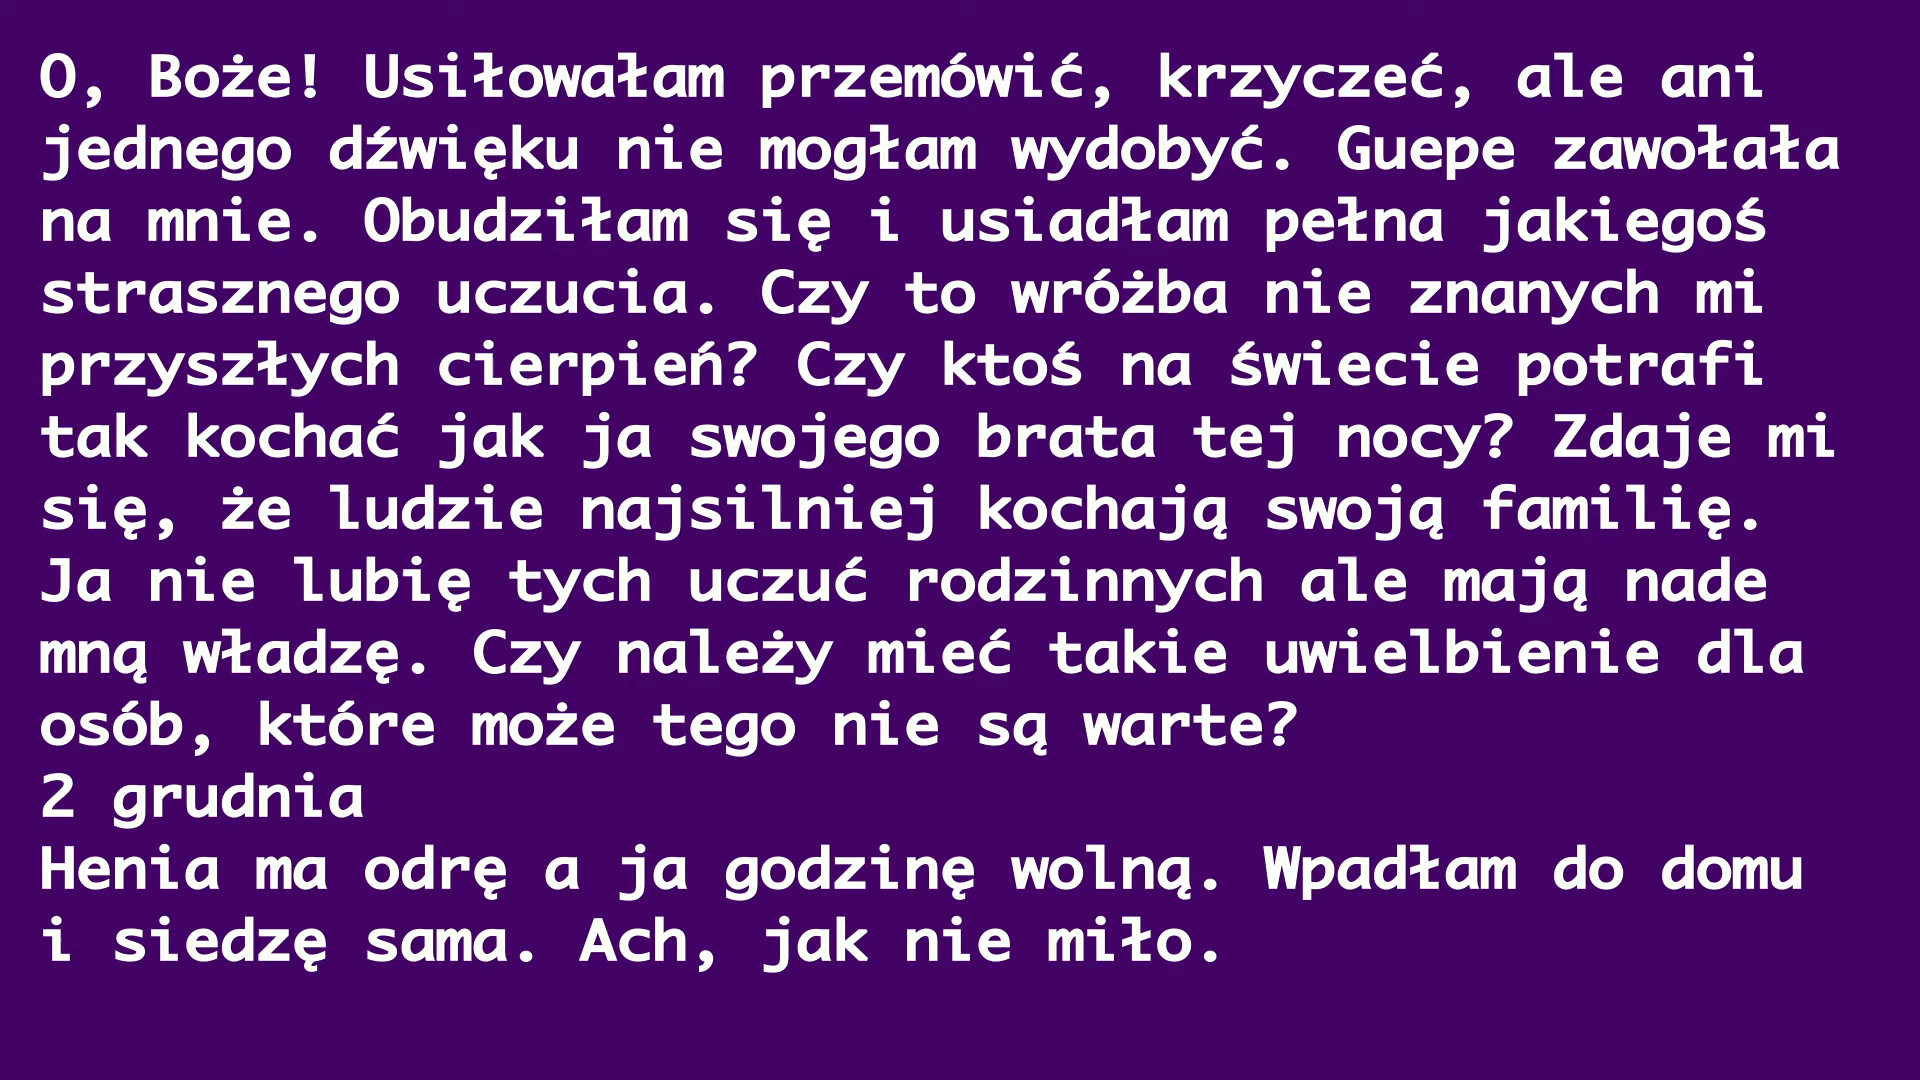 O, Boże! Usiłowałam przemówić, krzyczeć, ale ani
jednego dźwięku nie mogłam wydobyć. Guepe zawołała
na mnie. Obudziłam się i usiadłam pełna jakiegoś
strasznego uczucia. Czy to wróżba nie znanych mi
przyszłych cierpień? Czy ktoś na świecie potrafi
tak kochać jak ja swojego brata tej nocy? Zdaje mi
się, że ludzie najsilniej kochają swoją familię.
Ja nie lubię tych uczuć rodzinnych ale mają nade
mną władzę. Czy należy mieć takie uwielbienie dla
osób, które może tego nie są warte?
2 grudnia
Henia ma odrę a ja godzinę wolną. Wpadłam do domu
i siedzę sama. Ach, jak nie miło.